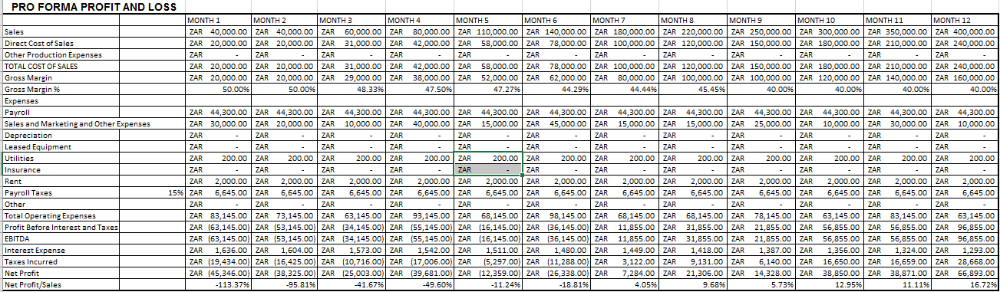 PRO FORMA PROFIT AND LOSS
MONTH 1 MONTH 2 MONTH 3 MONTH 4 MONTH 5 MONTH 6 MONTH 7 MONTH 8 MONTH 9 MONTH 10 MONTH 11 MONTH 12
Sales ZAR 40,000.00 ZAR 40,000.00 ZAR 60,000.00 ZAR 80,000.00 ZAR 110,000.00 ZAR 140,000.00 ZAR 180,000.00 ZAR 220,000.00 ZAR 250,000.00 ZAR 300,000.00 ZAR 350,000.00 ZAR 400,000.00
Direct Cost of Sales ZAR 20,000.00 ZAR 20,000.00 ZAR 31,000.00 ZAR 42,000.00 ZAR 58,000.00 ZAR 78,000.00 ZAR 100,000.00 ZAR 120,000.00 ZAR 150,000.00 ZAR 180,000.00 ZAR 210,000.00 ZAR 240,000.00
Other Production Expenses ZAR - ZAR - ZAR - ZAR - ZAR - ZAR - ZAR - ZAR - ZAR - ZAR - ZAR - ZAR -
TOTAL COST OF SALES ZAR 20,000.00 ZAR 20,000.00 ZAR 31,000.00 ZAR 42,000.00 ZAR 58,000.00 ZAR 78,000.00 ZAR 100,000.00 ZAR 120,000.00 ZAR 150,000.00 ZAR 180,000.00 ZAR 210,000.00 ZAR 240,000.00
Gross Margin ZAR 20,000.00 ZAR 20,000.00 ZAR 29,000.00 ZAR 38,000.00 ZAR 52,000.00 ZAR 62,000.00 ZAR 80,000.00 ZAR 100,000.00 ZAR 100,000.00 ZAR 120,000.00 ZAR 140,000.00 ZAR 160,000.00
Gross Margin % 50.00% 50.00% 48.33% 47.50% 47.27% 44.29% 44.44% 45.45% 40.00% 40.00% 40.00% 40.00%
Expenses
Payroll ZAR 44,300.00 ZAR 44,300.00 ZAR 44,300.00 ZAR 44,300.00 ZAR 44,300.00 ZAR 44,300.00 ZAR 44,300.00 ZAR 44,300.00 ZAR 44,300.00 ZAR 44,300.00 ZAR 44,300.00 ZAR 44,300.00
Sales and Marketing and Other Expenses ZAR 30,000.00 ZAR 20,000.00 ZAR 10,000.00 ZAR 40,000.00 ZAR 15,000.00 ZAR 45,000.00 ZAR 15,000.00 ZAR 15,000.00 ZAR 25,000.00 ZAR 10,000.00 ZAR 30,000.00 ZAR 10,000.00
Depreciation ZAR - ZAR - ZAR - ZAR - ZAR - ZAR - ZAR - ZAR - ZAR - ZAR - ZAR - ZAR -
Leased Equipment ZAR - ZAR - ZAR - ZAR - ZAR - ZAR - ZAR - ZAR - ZAR - ZAR - ZAR - ZAR -
Utilities ZAR 200.00 ZAR 200.00 ZAR 200.00 ZAR 200.00 ZAR 200.00 ZAR 200.00 ZAR 200.00 ZAR 200.00 ZAR 200.00 ZAR 200.00 ZAR 200.00 ZAR 200.00
Insurance ZAR - ZAR - ZAR - ZAR - ZAR - ZAR - ZAR - ZAR - ZAR - ZAR - ZAR - ZAR -
Rent ZAR 2,000.00 ZAR 2,000.00 ZAR 2,000.00 ZAR 2,000.00 ZAR 2,000.00 ZAR 2,000.00 ZAR 2,000.00 ZAR 2,000.00 ZAR 2,000.00 ZAR 2,000.00 ZAR 2,000.00 ZAR 2,000.00
Payroll Taxes 15% ZAR 6,645.00 ZAR 6,645.00 ZAR 6,645.00 ZAR 6,645.00 ZAR 6,645.00 ZAR 6,645.00 ZAR 6,645.00 ZAR 6,645.00 ZAR 6,645.00 ZAR 6,645.00 ZAR 6,645.00 ZAR 6,645.00
Other ZAR - ZAR - ZAR - ZAR - ZAR - ZAR - ZAR - ZAR - ZAR - ZAR - ZAR - ZAR -
Total Operating Expenses ZAR 83,145.00 ZAR 73,145.00 ZAR 63,145.00 ZAR 93,145.00 ZAR 68,145.00 ZAR 98,145.00 ZAR 68,145.00 ZAR 68,145.00 ZAR 78,145.00 ZAR 63,145.00 ZAR 83,145.00 ZAR 63,145.00
Profit Before Interest and Taxes ZAR (63,145.00) ZAR (53,145.00) ZAR (34,145.00) ZAR (55,145.00) ZAR (16,145.00) ZAR (36,145.00) ZAR 11,855.00 ZAR 31,855.00 ZAR 21,855.00 ZAR 56,855.00 ZAR 56,855.00 ZAR 96,855.00
EBITDA ZAR (63,145.00) ZAR (53,145.00) ZAR (34,145.00) ZAR (55,145.00) ZAR (16,145.00) ZAR (36,145.00) ZAR 11,855.00 ZAR 31,855.00 ZAR 21,855.00 ZAR 56,855.00 ZAR 56,855.00 ZAR 96,855.00
Interest Expense ZAR 1,636.00 ZAR 1,604.00 ZAR 1,573.00 ZAR 1,542.00 ZAR 1,511.00 ZAR 1,480.00 ZAR 1,449.00 ZAR 1,418.00 ZAR 1,387.00 ZAR 1,356.00 ZAR 1,324.00 ZAR 1,293.00
Taxes Incurred ZAR (19,434.00) ZAR (16,425.00) ZAR (10,716.00) ZAR (17,006.00) ZAR (5,297.00) ZAR (11,288.00) ZAR 3,122.00 ZAR 9,131.00 ZAR 6,140.00 ZAR 16,650.00 ZAR 16,659.00 ZAR 28,668.00
Net Profit ZAR (45,346.00) ZAR (38,325.00) ZAR (25,003.00) ZAR (39,681.00) ZAR (12,359.00) ZAR (26,338.00) ZAR 7,284.00 ZAR 21,306.00 ZAR 14,328.00 ZAR 38,850.00 ZAR 38,871.00 ZAR 66,893.00
Net Profit/Sales -113.37% -95.81% -41.67% -49.60% -11.24% -18.81% 4.05% 9.68% 5.73% 12.95% 11.11% 16.72%